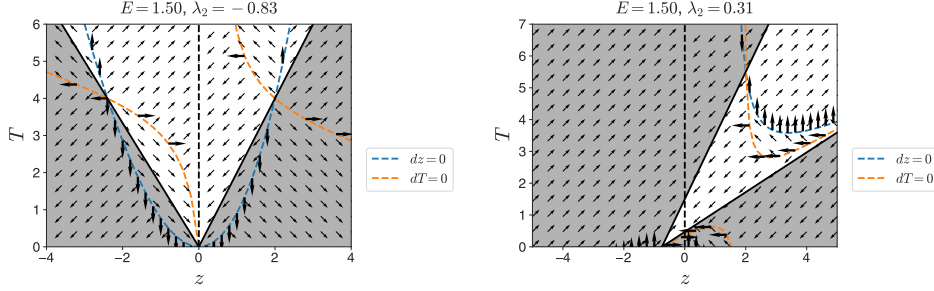 E = 1.50, λ₂ = − 0.83
T
6
5
4
3
2
1
0
−4 −2 0 2 4
z
dz = 0
dT = 0
E = 1.50, λ₂ = 0.31
T
7
6
5
4
3
2
1
0
−4 −2 0 2 4
z
dz = 0
dT = 0